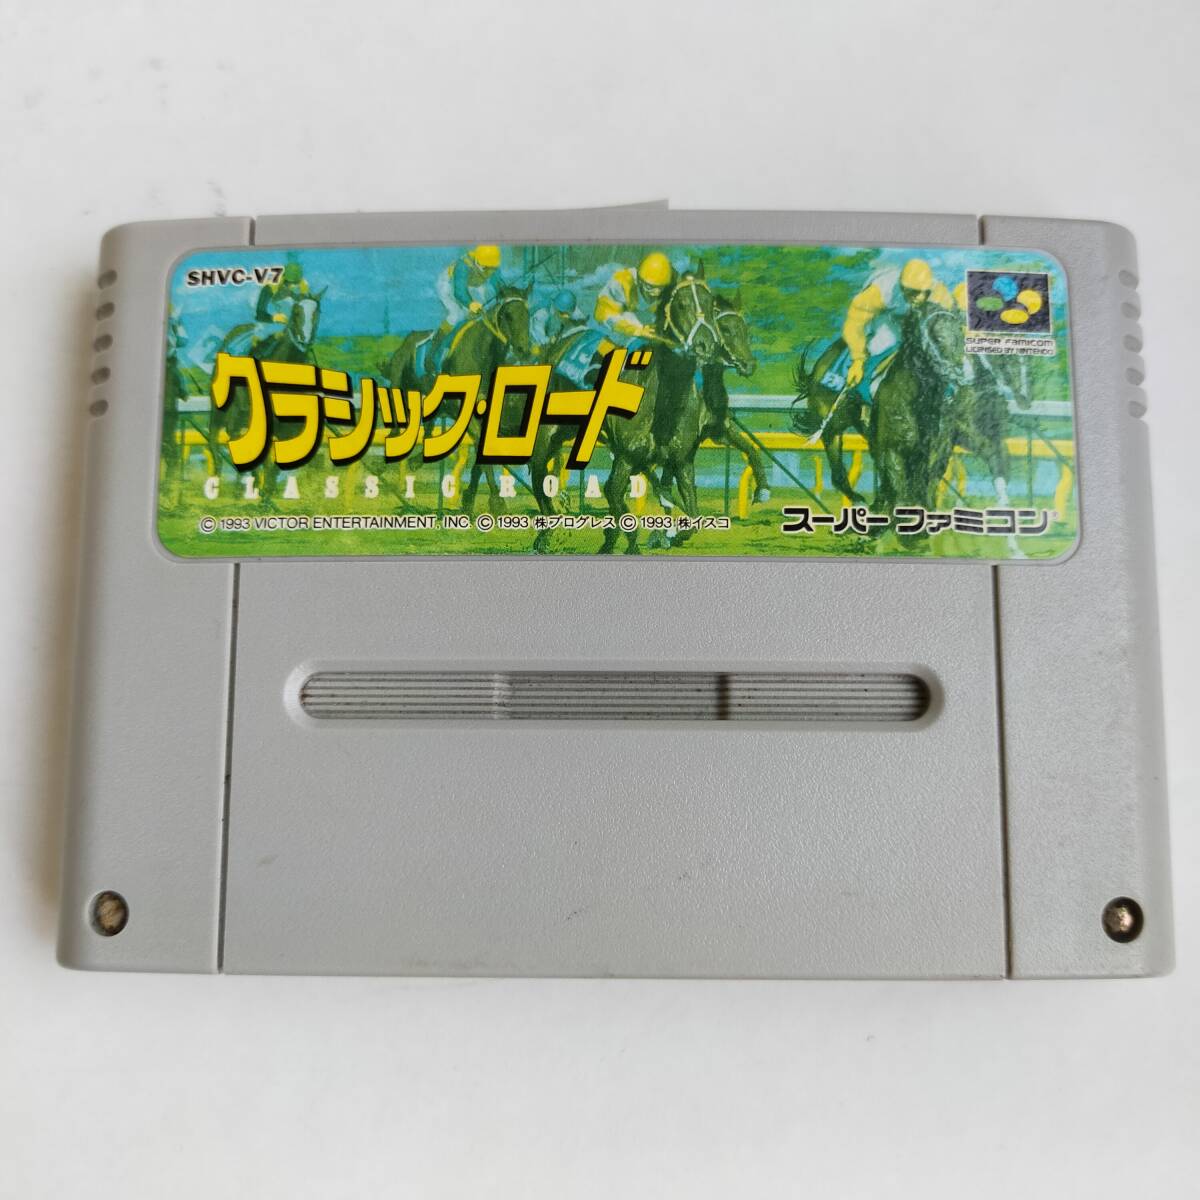 SHVC-V7
SUPER Famicom
LICENSED BY NINTENDO
クラシック・ロード
CLASSIC ROAD
© 1993 VICTOR ENTERTAINMENT, INC. © 1993 ㈱プログレス © 1993 ㈱イスコ
スーパーファミコン®